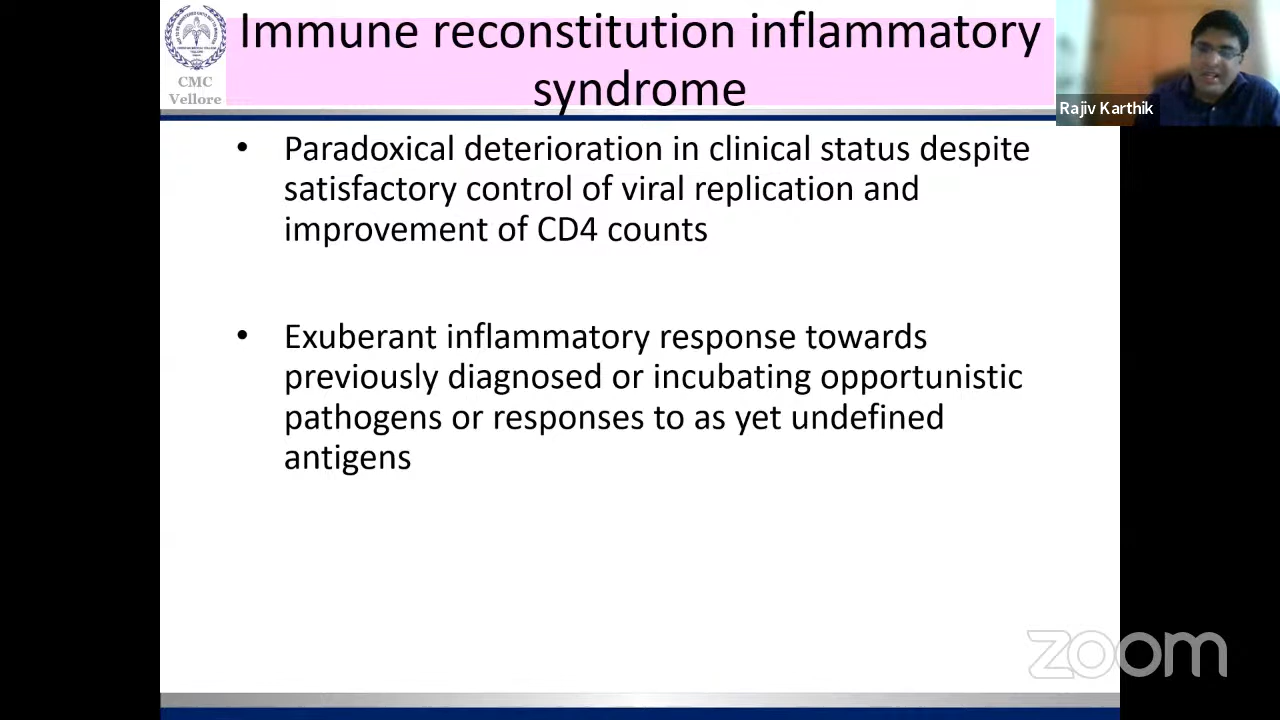 Immune reconstitution inflammatory
syndrome
CMC
Vellore
Rajiv Karthik
• Paradoxical deterioration in clinical status despite
satisfactory control of viral replication and
improvement of CD4 counts
• Exuberant inflammatory response towards
previously diagnosed or incubating opportunistic
pathogens or responses to as yet undefined
antigens
zoom